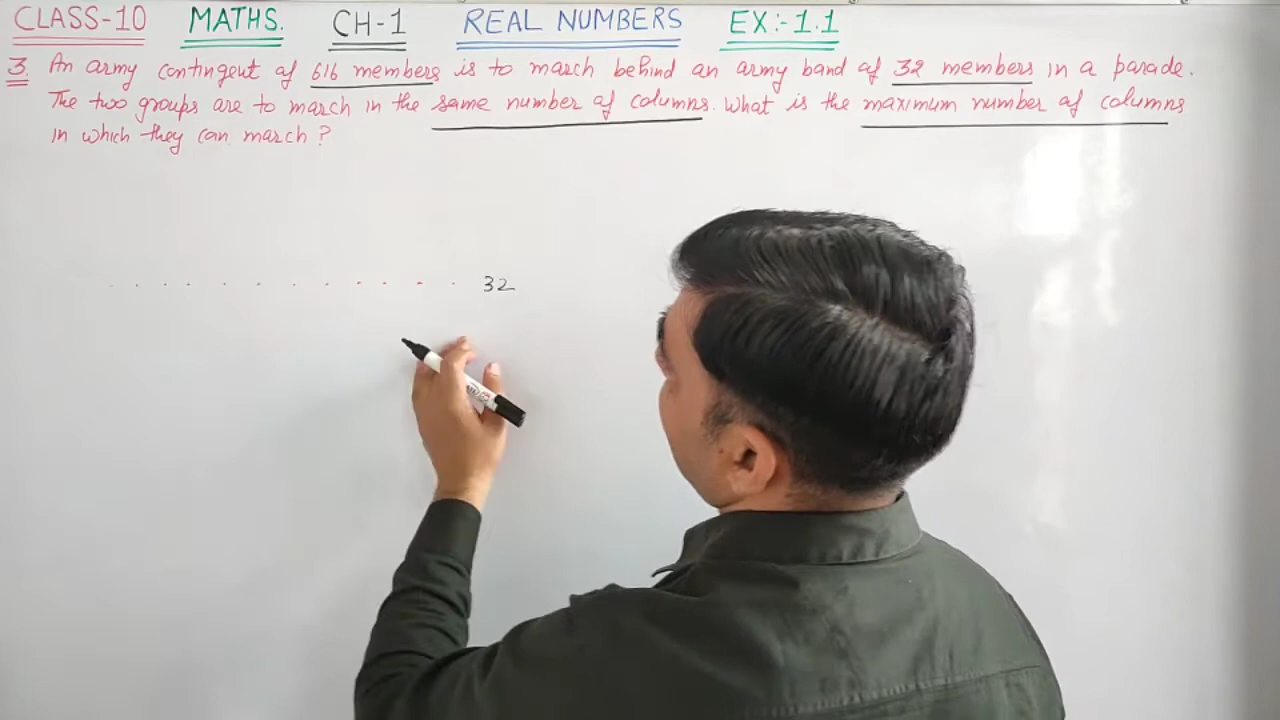 CLASS-10 MATHS. CH-1 REAL NUMBERS EX:-1.1
3. An army contingent of 616 members is to march behind an army band of 32 members in a parade.
The two groups are to march in the same number of columns. What is the maximum number of columns
in which they can march?
32